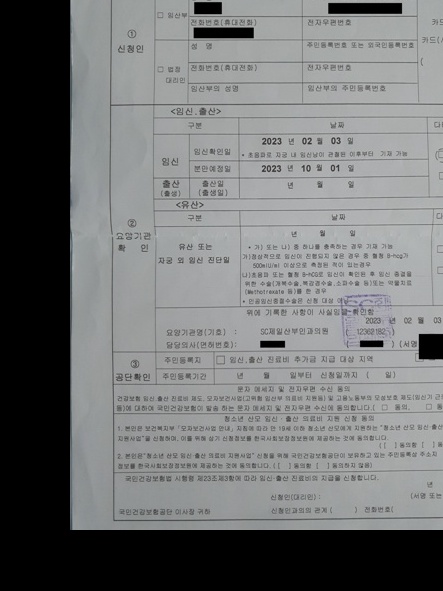 ①
신청인
□ 임산부
전화번호(휴대전화) 전자우편번호
카드
카드(시
□ 법정
대리인
성 명 주민등록번호 또는 외국인등록번호
전화번호(휴대전화) 전자우편번호
임산부의 성명 임산부의 주민등록번호
②
요양기관
확 인
<임신.출산>
구분 날짜 다
임신
임신확인일 2023 년 02 월 03 일
• 초음파로 자궁 내 임신낭이 관찰된 이후부터 기재 가능
분만예정일 2023 년 10 월 01 일
출산
(출생)
출산일
(출생일)
년 월 일
<유산>
구분 날짜 다
유산 또는
자궁 외 임신 진단일
년 월 일
• 가) 또는 나) 중 하나를 충족하는 경우 기재 가능
가)정상적으로 임신이 진행되지 않은 경우 중 혈청 B-hcg가
500mIU/ml 이상으로 측정된 적이 있는경우
나)초음파 또는 혈청 B-hCG로 임신이 확인된 후 임신 종결을
위한 수술(개복수술,복강경수술,소파수술 등)또는 약물치료
(Methotrexate 등)를 한 경우
• 인공임신중절수술은 신청 대상
위에 기록한 사항이 사실임을 확인함
2023 년 02 월 03
요양기관명(기호) : SC제일산부인과의원 ( 12362182 )
담당의사(면허번호) : ( ) (서명
③
공단확인
주민등록지 □ 임신.출산 진료비 추가금 지급 대상 지역
주민등록기간 년 월 일부터 신청일까지 ( 일)
문자 메세지 및 전자우편 수신 동의
건강보험 임신.출산 진료비 제도, 모자보건사업(고위험 임산부 의료비 지원등) 및 고용노동부의 모성보호 제도(임신기 근
등)에 대하여 국민건강보험이 발송 하는 문자 메세지 및 전자우편 수신에 동의합니다.( □ 동의, □
청소년 산모 임신.출산 의료비 지원 신청 동의
1. 본인은 보건복지부 「모자보건사업 안내」지침에 따라 만 19세 이하 청소년 산모에게 지원하는 "청소년 산모 임신.출산
지원사업"을 신청하며, 이를 위해 상기 신청정보를 한국사회보장정보원에 제공하는 것에 동의합니다.
( [ ] 동의함 [ ] 동
2. 본인은"청소년 산모 임신·출산 의료비 지원사업" 신청을 위해 국민건강보험공단이 보유하고 있는 주민등록상 주소지
정보를 한국사회보장정보원에 제공하는 것에 동의합니다.( [ ] 동의함 [ ] 동의하지 않음)
국민건강보험법 시행령 제23조제3항에 따라 임신·출산 진료비의 지급을 신청합니다.
년
신청인(대리인) : (서명 또는
국민건강보험공단 이사장 귀하 신청인과의의 관계 ( ) 전화번호(